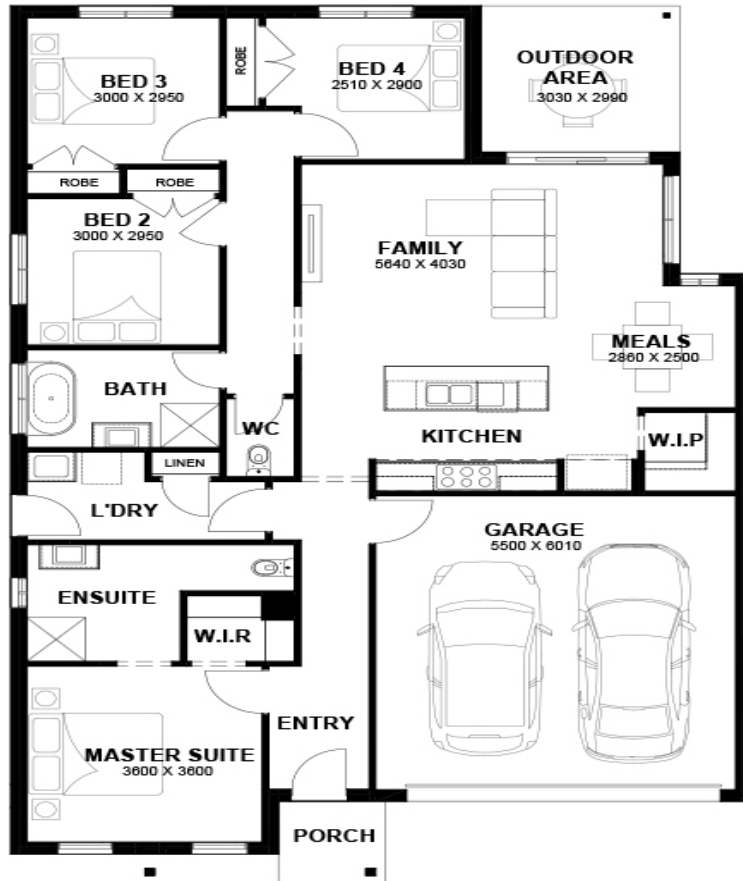 OUTDOOR
AREA
3030 X 2990
BED 3
3000 X 2950
ROBE
BED 4
2510 X 2900
ROBE
ROBE
BED 2
3000 X 2950
FAMILY
5640 X 4030
MEALS
2860 X 2500
BATH
WC
KITCHEN
W.I.P
LINEN
L'DRY
GARAGE
5500 X 6010
ENSUITE
W.I.R
ENTRY
MASTER SUITE
3600 X 3600
PORCH